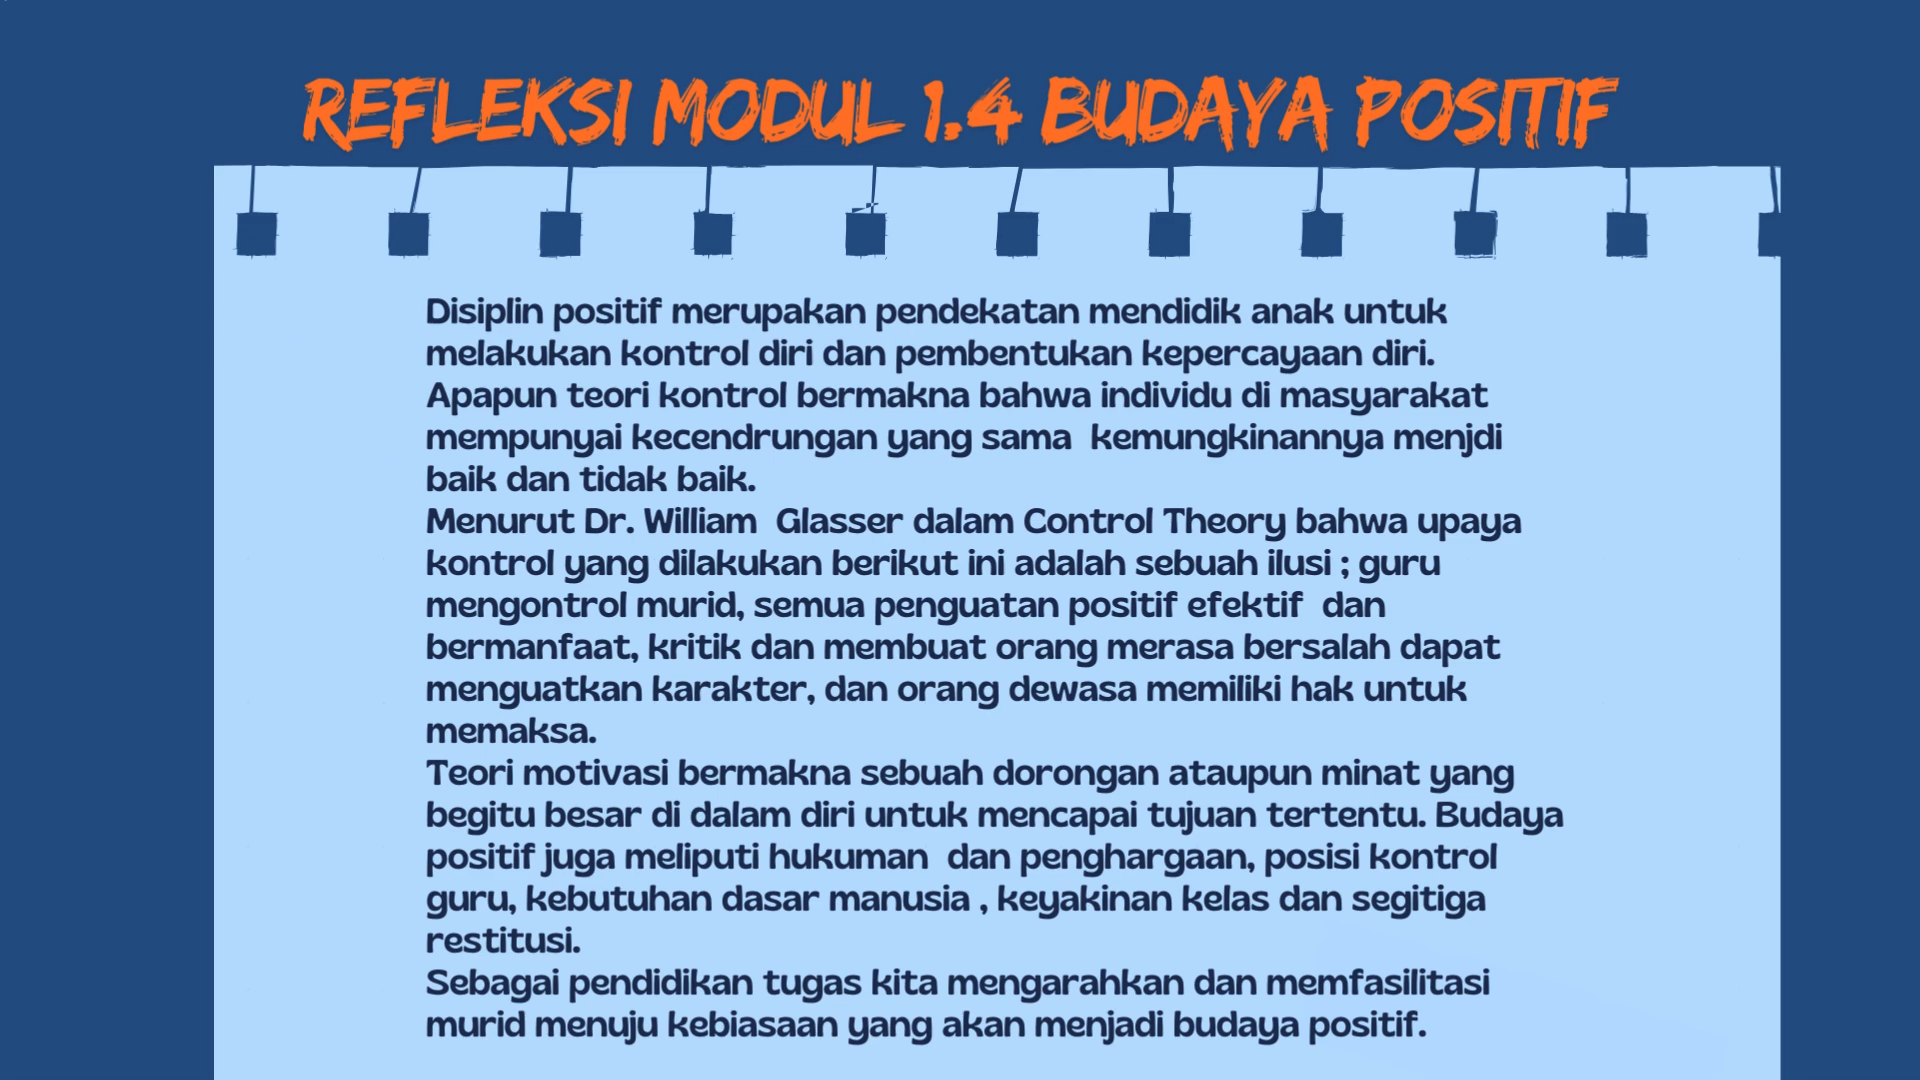 REFLEKSI MODUL 1.4 BUDAYA POSITIF
Disiplin positif merupakan pendekatan mendidik anak untuk
melakukan kontrol diri dan pembentukan kepercayaan diri.
Apapun teori kontrol bermakna bahwa individu di masyarakat
mempunyai kecendrungan yang sama  kemungkinannya menjdi
baik dan tidak baik.
Menurut Dr. William  Glasser dalam Control Theory bahwa upaya
kontrol yang dilakukan berikut ini adalah sebuah ilusi ; guru
mengontrol murid, semua penguatan positif efektif  dan
bermanfaat, kritik dan membuat orang merasa bersalah dapat
menguatkan karakter, dan orang dewasa memiliki hak untuk
memaksa.
Teori motivasi bermakna sebuah dorongan ataupun minat yang
begitu besar di dalam diri untuk mencapai tujuan tertentu. Budaya
positif juga meliputi hukuman  dan penghargaan, posisi kontrol
guru, kebutuhan dasar manusia , keyakinan kelas dan segitiga
restitusi.
Sebagai pendidikan tugas kita mengarahkan dan memfasilitasi
murid menuju kebiasaan yang akan menjadi budaya positif.